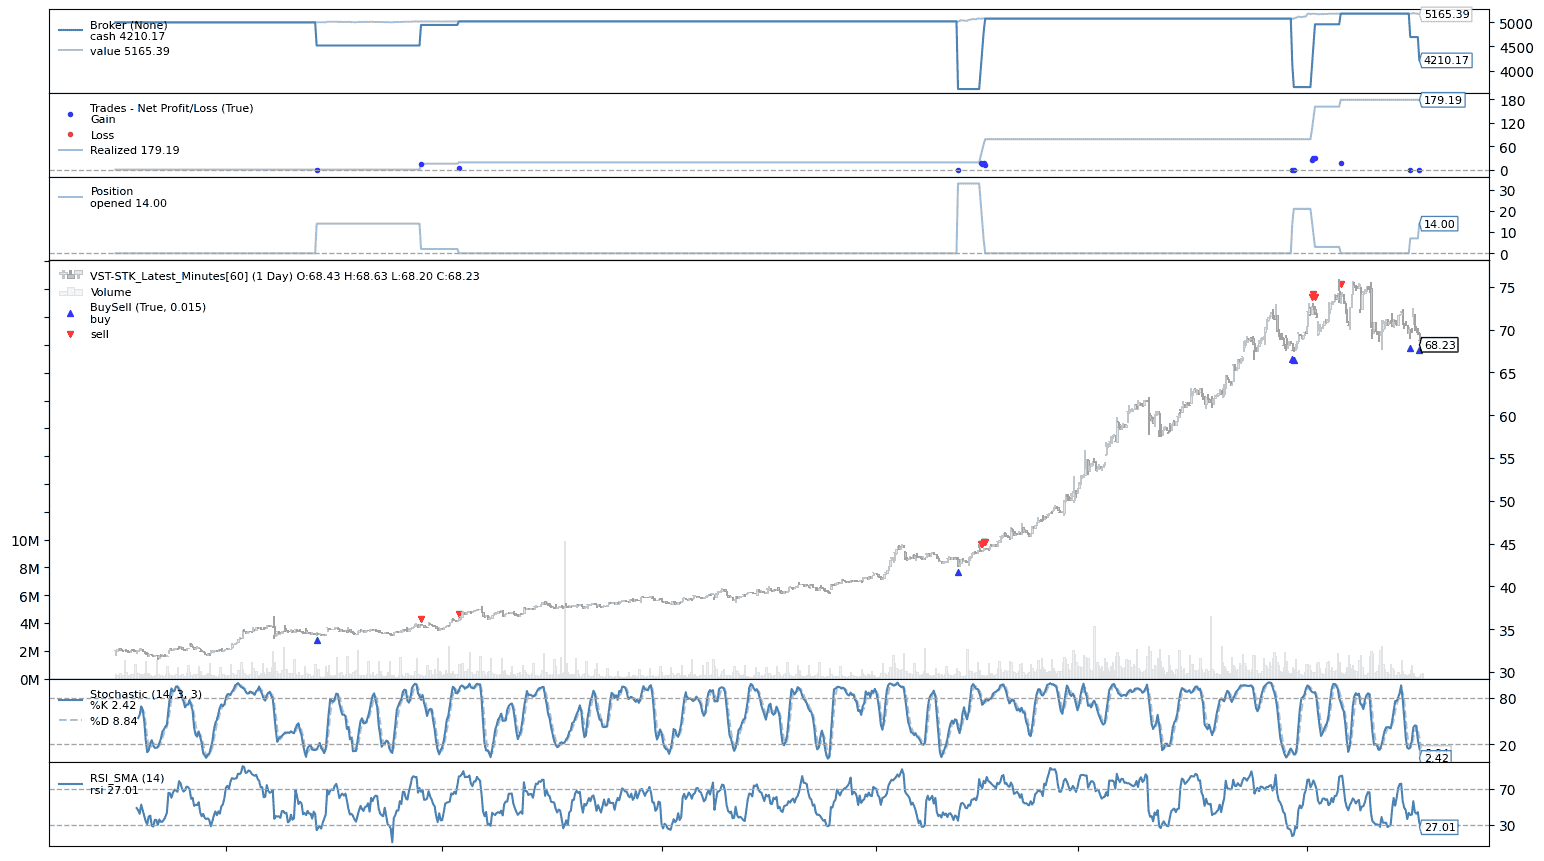 Broker (None)
cash 4210.17
value 5165.39
5165.39
5000
4500
4210.17
4000
Trades - Net Profit/Loss (True)
Gain
Loss
Realized 179.19
179.19
180
120
60
0
Position
opened 14.00
30
20
14.00
10
0
VST-STK_Latest_Minutes[60] (1 Day) O:68.43 H:68.63 L:68.20 C:68.23
Volume
BuySell (True, 0.015)
buy
sell
75
70
68.23
65
60
55
50
45
40
35
30
10M
8M
6M
4M
2M
0M
Stochastic (14, 3, 3)
%K 2.42
%D 8.84
80
20
2.42
RSI_SMA (14)
rsi 27.01
70
30
27.01